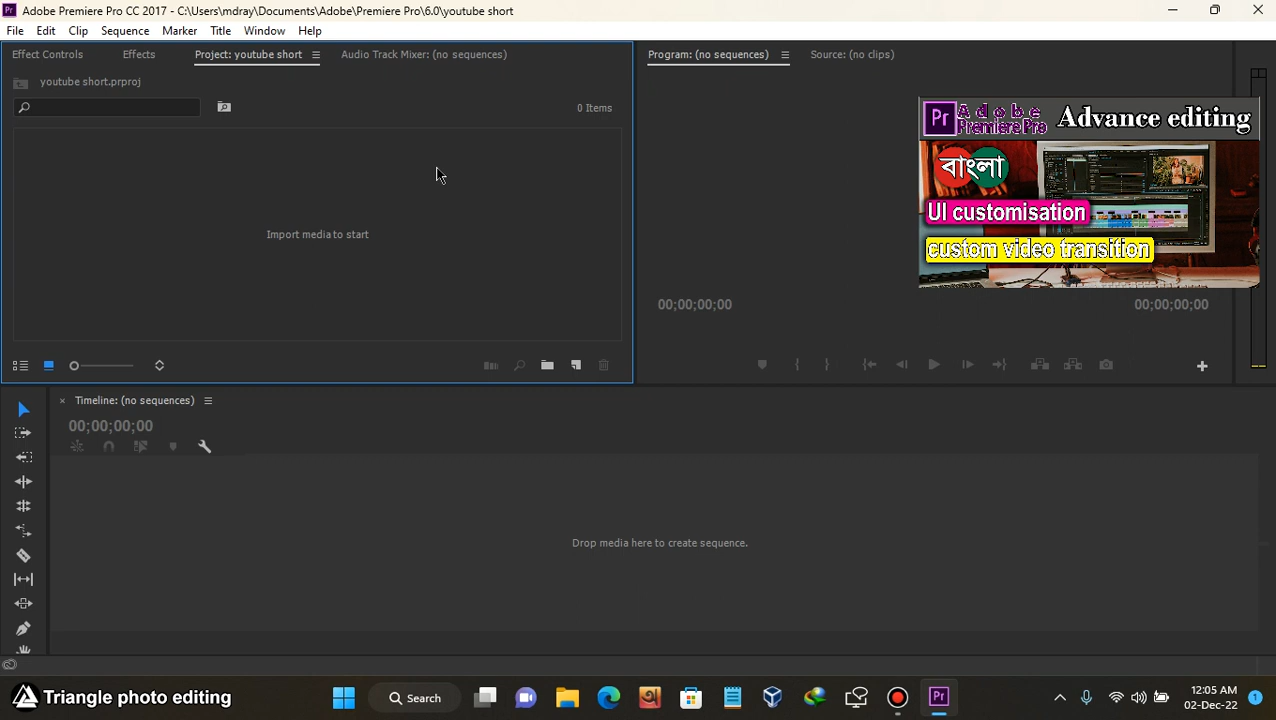 Adobe Premiere Pro CC 2017 - C:\Users\mdray\Documents\Adobe\Premiere Pro\6.0\youtube short
File Edit Clip Sequence Marker Title Window Help
Effect Controls Effects Project: youtube short Audio Track Mixer: (no sequences) Program: (no sequences) Source: (no clips)
youtube short.prproj
0 Items
Pr Adobe Premiere Pro Advance editing
বাংলা
UI customisation
custom video transition
Import media to start
00;00;00;00 00;00;00;00
Timeline: (no sequences)
00;00;00;00
Drop media here to create sequence.
Triangle photo editing
Search
Pr
12:05 AM
02-Dec-22
1